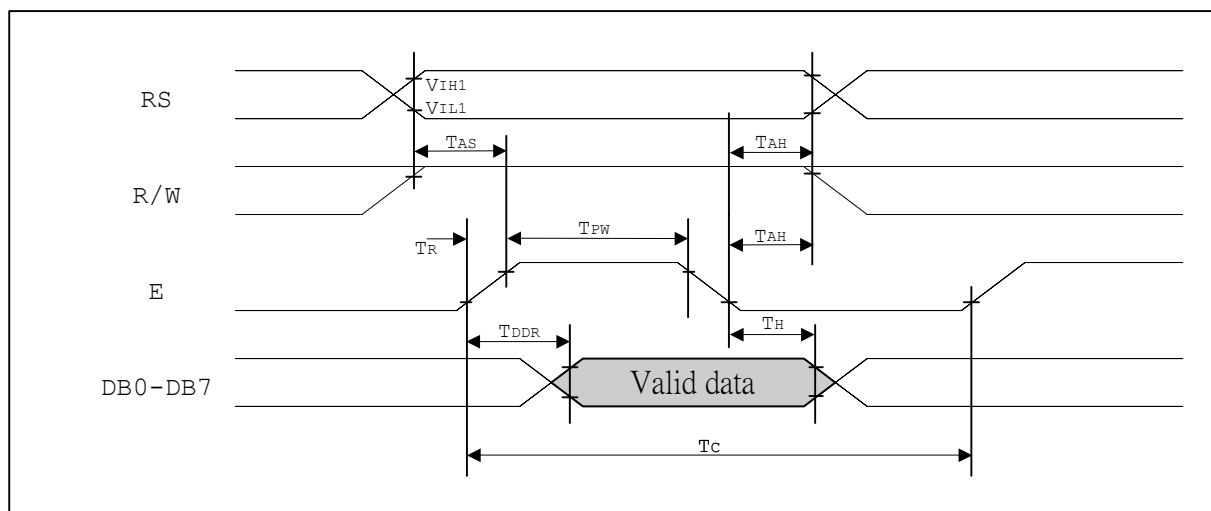 RS
VIH1
VIL1
TAS
TAH
R/W
TR
TPW
TAH
E
TDDR
TH
DB0-DB7
Valid data
TC